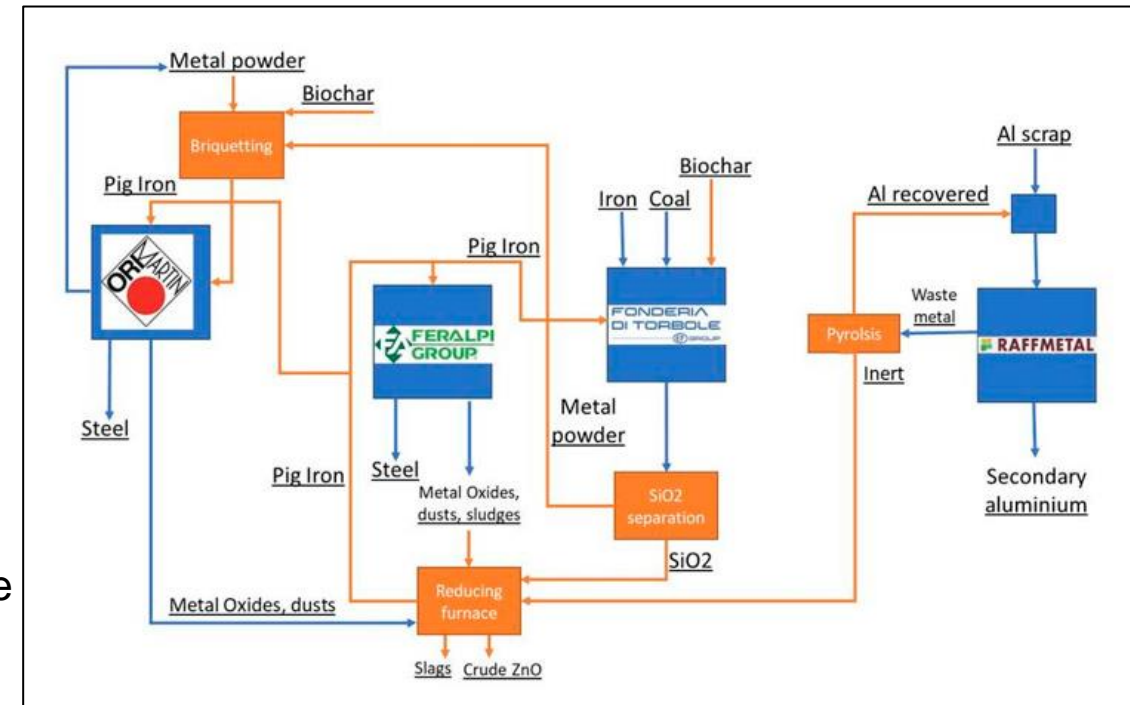 Metal powder
Biochar
Briquetting
Al scrap
Biochar
Pig Iron
Iron Coal
Al recovered
ORI MARTIN
Pig Iron
FERALPI
GROUP
FONDERIA
DI TORBOLE
GROUP
Waste
metal
Pyrolsis
RAFFMETAL
Inert
Metal
powder
Steel
Pig Iron
Steel
Metal Oxides,
dusts, sludges
SiO2
separation
Secondary
aluminium
SiO2
e
Reducing
furnace
Metal Oxides, dusts
Slags
Crude ZnO